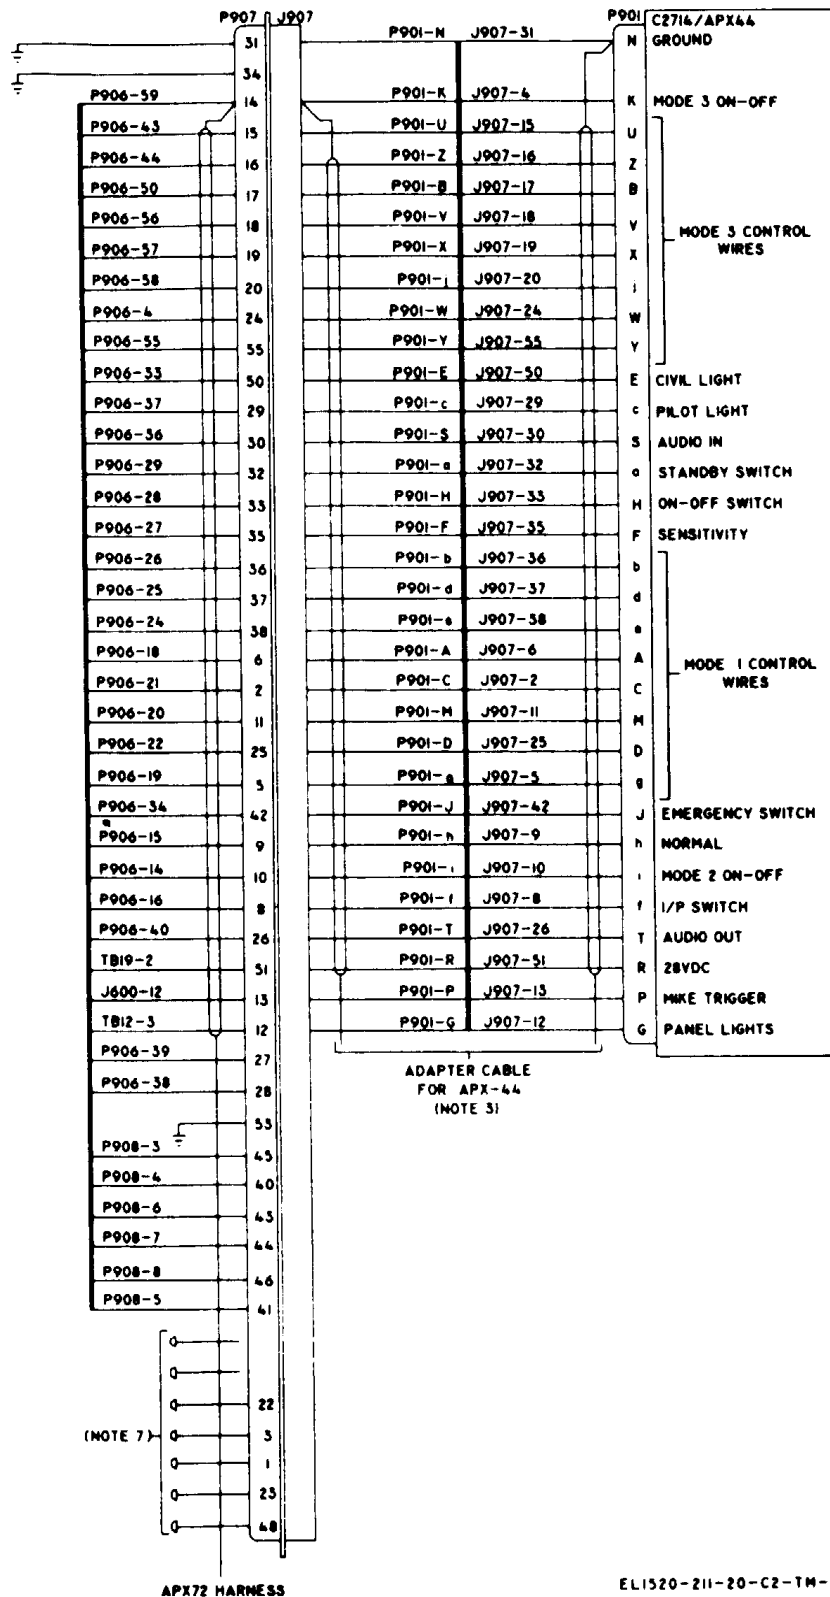 P907 J907 P901 C2714/APX44
31 P901-N J907-31 N GROUND
34
P906-59 14 P901-K J907-4 K MODE 3 ON-OFF
P906-43 15 P901-U J907-15 U
P906-44 16 P901-Z J907-16 Z
P906-50 17 P901-B J907-17 B
P906-56 18 P901-V J907-18 V
MODE 3 CONTROL
WIRES
P906-57 19 P901-X J907-19 X
P906-58 20 P901-j J907-20 j
P906-4 24 P901-W J907-24 W
P906-55 55 P901-Y J907-55 Y
P906-33 50 P901-E J907-50 E CIVIL LIGHT
P906-37 29 P901-c J907-29 c PILOT LIGHT
P906-36 30 P901-S J907-30 S AUDIO IN
P906-29 32 P901-a J907-32 a STANDBY SWITCH
P906-28 33 P901-H J907-33 H ON-OFF SWITCH
P906-27 35 P901-F J907-35 F SENSITIVITY
P906-26 36 P901-b J907-36 b
P906-25 37 P901-d J907-37 d
P906-24 38 P901-e J907-38 e
P906-18 6 P901-A J907-6 A
MODE 1 CONTROL
WIRES
P906-21 2 P901-C J907-2 C
P906-20 11 P901-M J907-11 M
P906-22 25 P901-D J907-25 D
P906-19 5 P901-g J907-5 g
P906-34 42 P901-J J907-42 J EMERGENCY SWITCH
P906-15 9 P901-h J907-9 h NORMAL
P906-14 10 P901-i J907-10 i MODE 2 ON-OFF
P906-16 8 P901-f J907-8 f I/P SWITCH
P906-40 26 P901-T J907-26 T AUDIO OUT
TB19-2 51 P901-R J907-51 R 28VDC
J600-12 13 P901-P J907-13 P MIKE TRIGGER
TB12-3 12 P901-G J907-12 G PANEL LIGHTS
P906-39 27
P906-38 28
ADAPTER CABLE
FOR APX-44
(NOTE 3)
53
P908-3 45
P908-4 40
P908-6 43
P908-7 44
P908-8 46
P908-5 41
22
(NOTE 7) 3
1
23
48
APX72 HARNESS
EL1520-211-20-C2-TM-